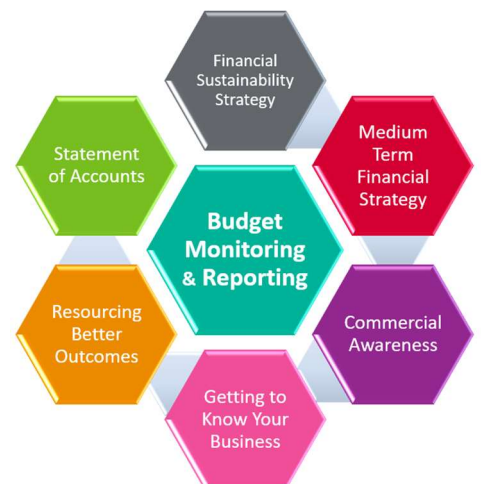 Financial
Sustainability
Strategy
Medium
Term
Financial
Strategy
Statement
of Accounts
Budget
Monitoring
& Reporting
Commercial
Awareness
Resourcing
Better
Outcomes
Getting to
Know Your
Business